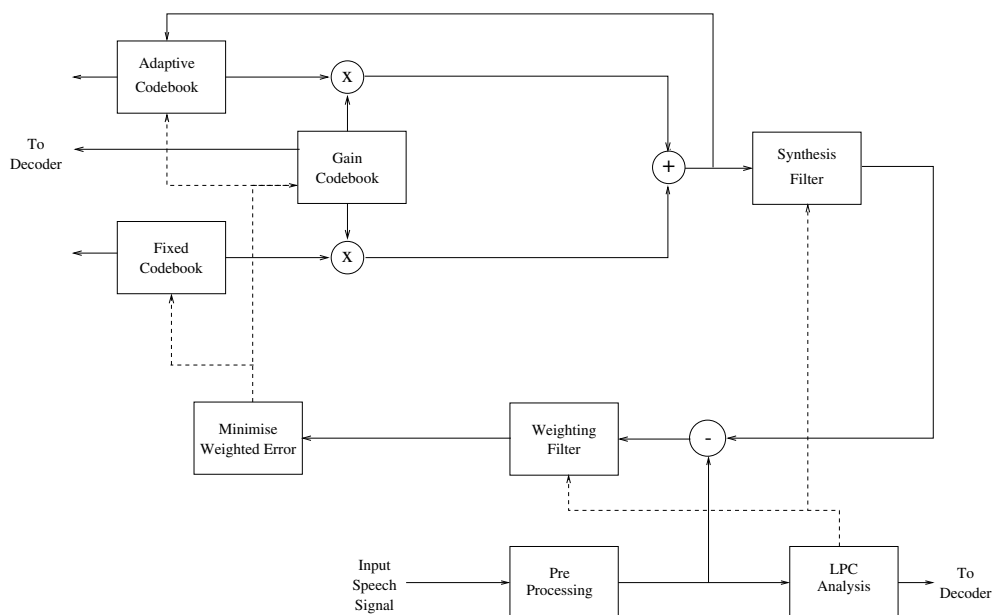 Adaptive
Codebook
X
To
Decoder
Gain
Codebook
+
Synthesis
Filter
Fixed
Codebook
X
Minimise
Weighted Error
Weighting
Filter
-
Input
Speech
Signal
Pre
Processing
LPC
Analysis
To
Decoder